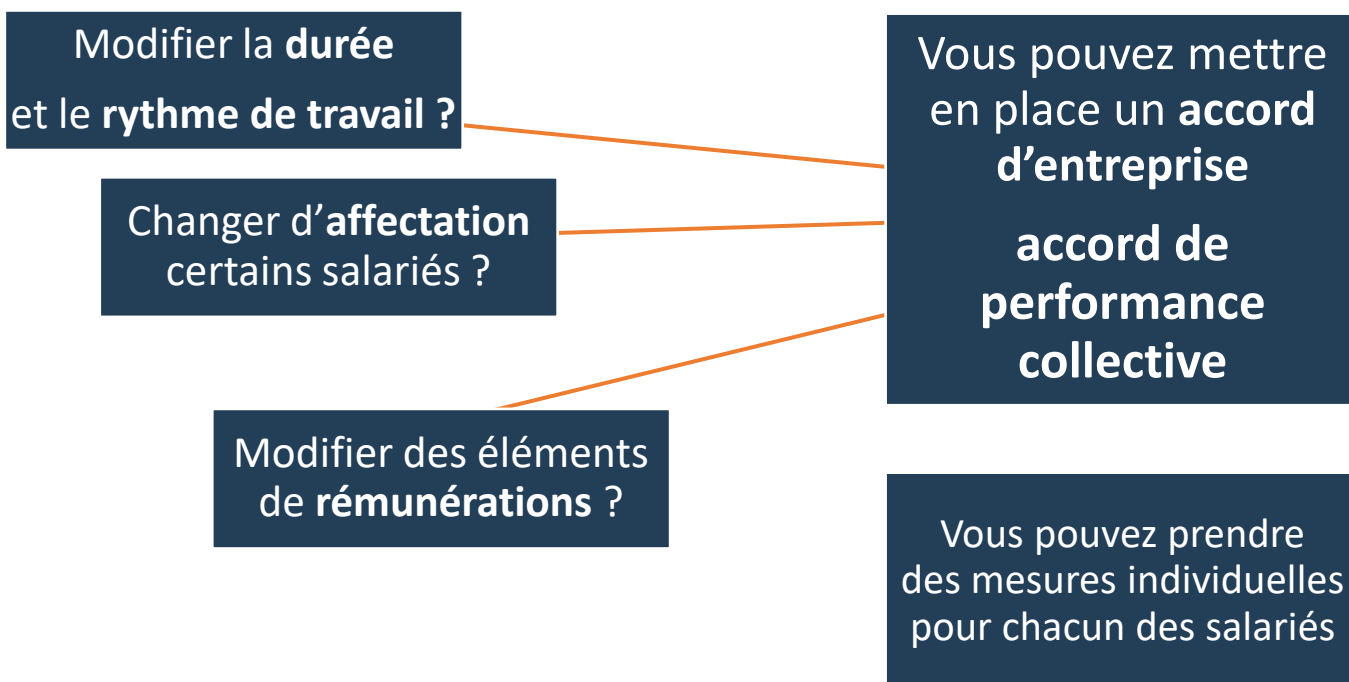 Modifier la durée
et le rythme de travail ?
Changer d’affectation
certains salariés ?
Modifier des éléments
de rémunérations ?
Vous pouvez mettre
en place un accord
d’entreprise
accord de
performance
collective
Vous pouvez prendre
des mesures individuelles
pour chacun des salariés